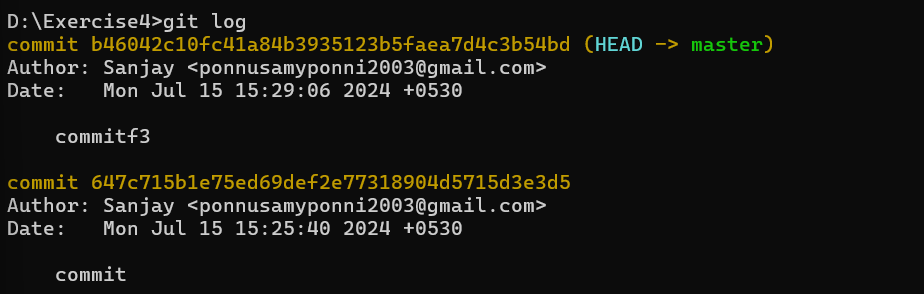 D:\Exercise4>git log
commit b46042c10fc41a84b3935123b5faea7d4c3b54bd (HEAD -> master)
Author: Sanjay <ponnusamyponni2003@gmail.com>
Date:   Mon Jul 15 15:29:06 2024 +0530
    commitf3
commit 647c715b1e75ed69def2e77318904d5715d3e3d5
Author: Sanjay <ponnusamyponni2003@gmail.com>
Date:   Mon Jul 15 15:25:40 2024 +0530
    commit